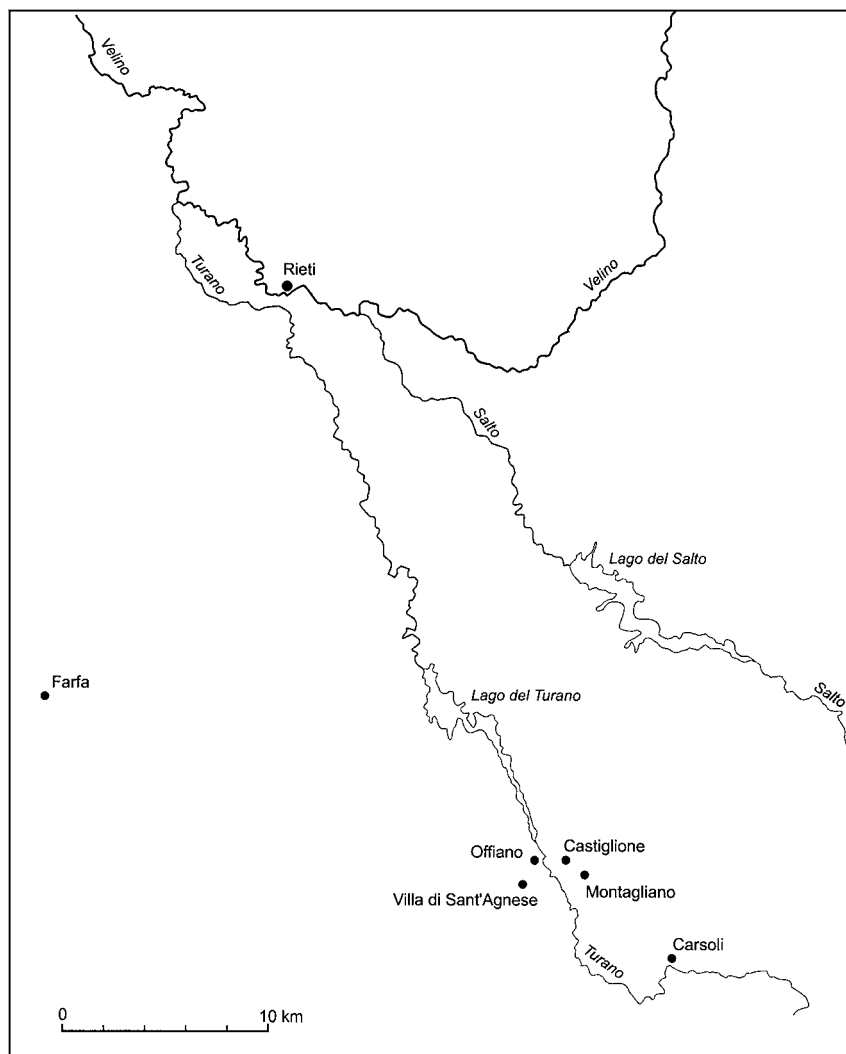 Velino
Turano
Rieti
Velino
Salto
Lago del Salto
Farfa
Lago del Turano
Salto
Offiano
Castiglione
Villa di Sant'Agnese
Montagliano
Turano
Carsoli
0
10 km